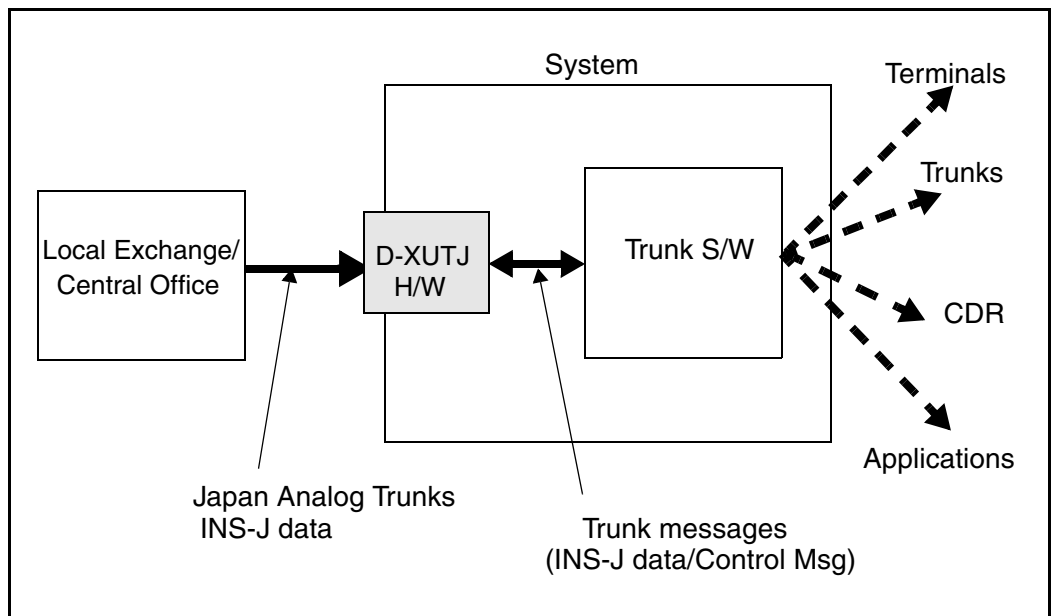 System
Terminals
Trunks
Local Exchange/
Central Office
D-XUTJ
H/W
Trunk S/W
CDR
Applications
Japan Analog Trunks
INS-J data
Trunk messages
(INS-J data/Control Msg)